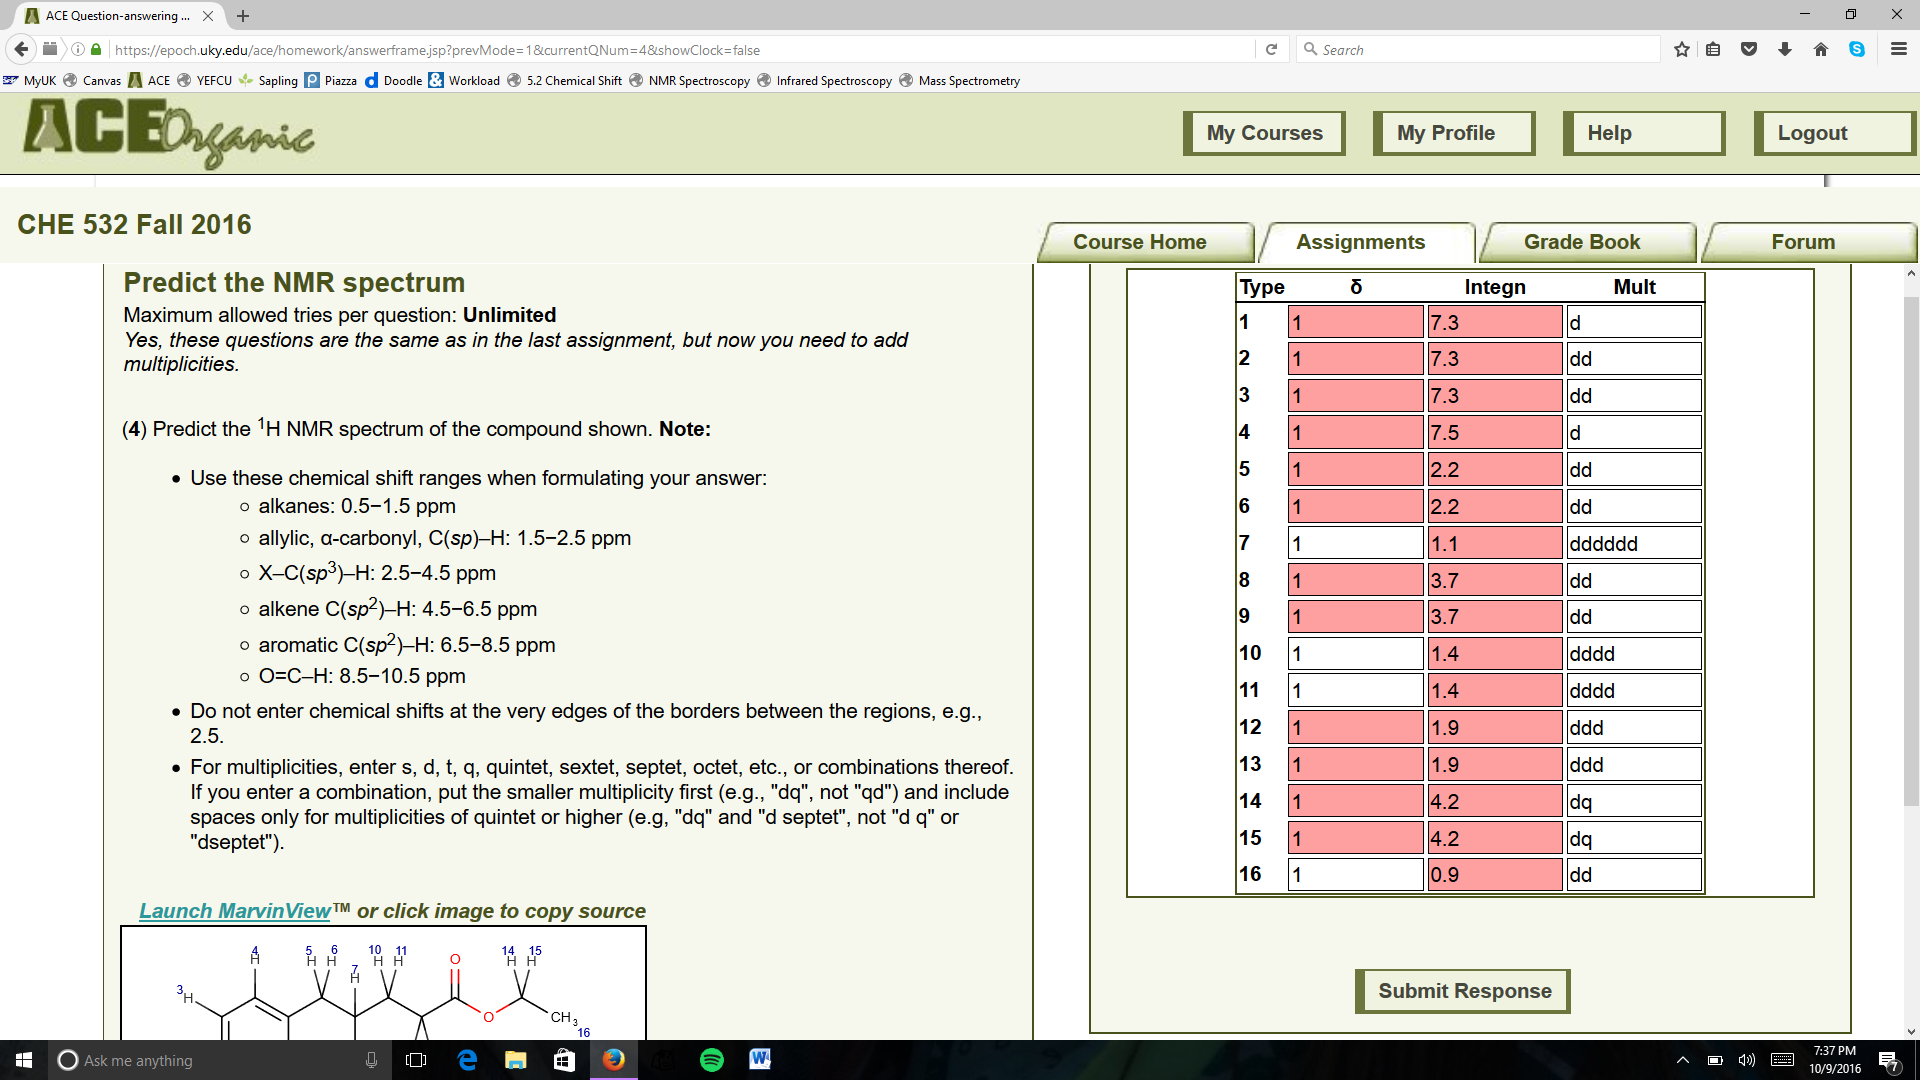 ACE Question-answering ...
https://epoch.uky.edu/ace/homework/answerframe.jsp?prevMode=1&currentQNum=4&showClock=false
Search
MyUK Canvas ACE YEFCU Sapling Piazza Doodle Workload 5.2 Chemical Shift NMR Spectroscopy Infrared Spectroscopy Mass Spectrometry
ACE Organic
My Courses My Profile Help Logout
CHE 532 Fall 2016
Course Home Assignments Grade Book Forum
Predict the NMR spectrum
Maximum allowed tries per question: Unlimited
Yes, these questions are the same as in the last assignment, but now you need to add
multiplicities.
(4) Predict the 1H NMR spectrum of the compound shown. Note:
• Use these chemical shift ranges when formulating your answer:
○ alkanes: 0.5−1.5 ppm
○ allylic, α-carbonyl, C(sp)–H: 1.5−2.5 ppm
○ X–C(sp3)–H: 2.5−4.5 ppm
○ alkene C(sp2)–H: 4.5−6.5 ppm
○ aromatic C(sp2)–H: 6.5−8.5 ppm
○ O=C–H: 8.5−10.5 ppm
• Do not enter chemical shifts at the very edges of the borders between the regions, e.g.,
2.5.
• For multiplicities, enter s, d, t, q, quintet, sextet, septet, octet, etc., or combinations thereof.
If you enter a combination, put the smaller multiplicity first (e.g., "dq", not "qd") and include
spaces only for multiplicities of quintet or higher (e.g, "dq" and "d septet", not "d q" or
"dseptet").
Launch MarvinView™ or click image to copy source
4 5 6 10 11 14 15
H H H H H O H H
7
H
3
H
O CH3
16
Type δ Integn Mult
1 1 7.3 d
2 1 7.3 dd
3 1 7.3 dd
4 1 7.5 d
5 1 2.2 dd
6 1 2.2 dd
7 1 1.1 dddddd
8 1 3.7 dd
9 1 3.7 dd
10 1 1.4 dddd
11 1 1.4 dddd
12 1 1.9 ddd
13 1 1.9 ddd
14 1 4.2 dq
15 1 4.2 dq
16 1 0.9 dd
Submit Response
Ask me anything
7:37 PM
10/9/2016
7